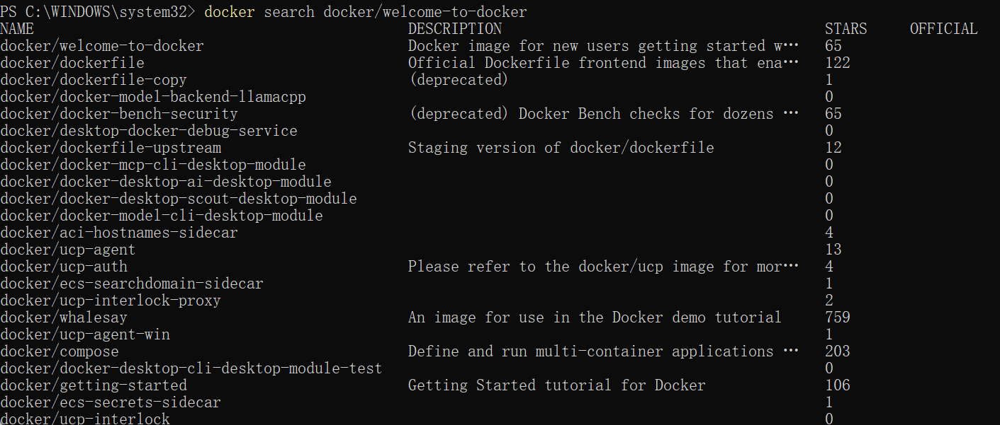 PS C:\WINDOWS\system32> docker search docker/welcome-to-docker
NAME DESCRIPTION STARS OFFICIAL
docker/welcome-to-docker Docker image for new users getting started w… 65
docker/dockerfile Official Dockerfile frontend images that ena… 122
docker/dockerfile-copy (deprecated) 1
docker/docker-model-backend-llamacpp 0
docker/docker-bench-security (deprecated) Docker Bench checks for dozens … 65
docker/desktop-docker-debug-service 0
docker/dockerfile-upstream Staging version of docker/dockerfile 12
docker/docker-mcp-cli-desktop-module 0
docker/docker-desktop-ai-desktop-module 0
docker/docker-desktop-scout-desktop-module 0
docker/docker-model-cli-desktop-module 0
docker/aci-hostnames-sidecar 4
docker/ucp-agent 13
docker/ucp-auth Please refer to the docker/ucp image for mor… 4
docker/ecs-searchdomain-sidecar 1
docker/ucp-interlock-proxy 2
docker/whalesay An image for use in the Docker demo tutorial 759
docker/ucp-agent-win 1
docker/compose Define and run multi-container applications … 203
docker/docker-desktop-cli-desktop-module-test 0
docker/getting-started Getting Started tutorial for Docker 106
docker/ecs-secrets-sidecar 1
docker/ucp-interlock 0